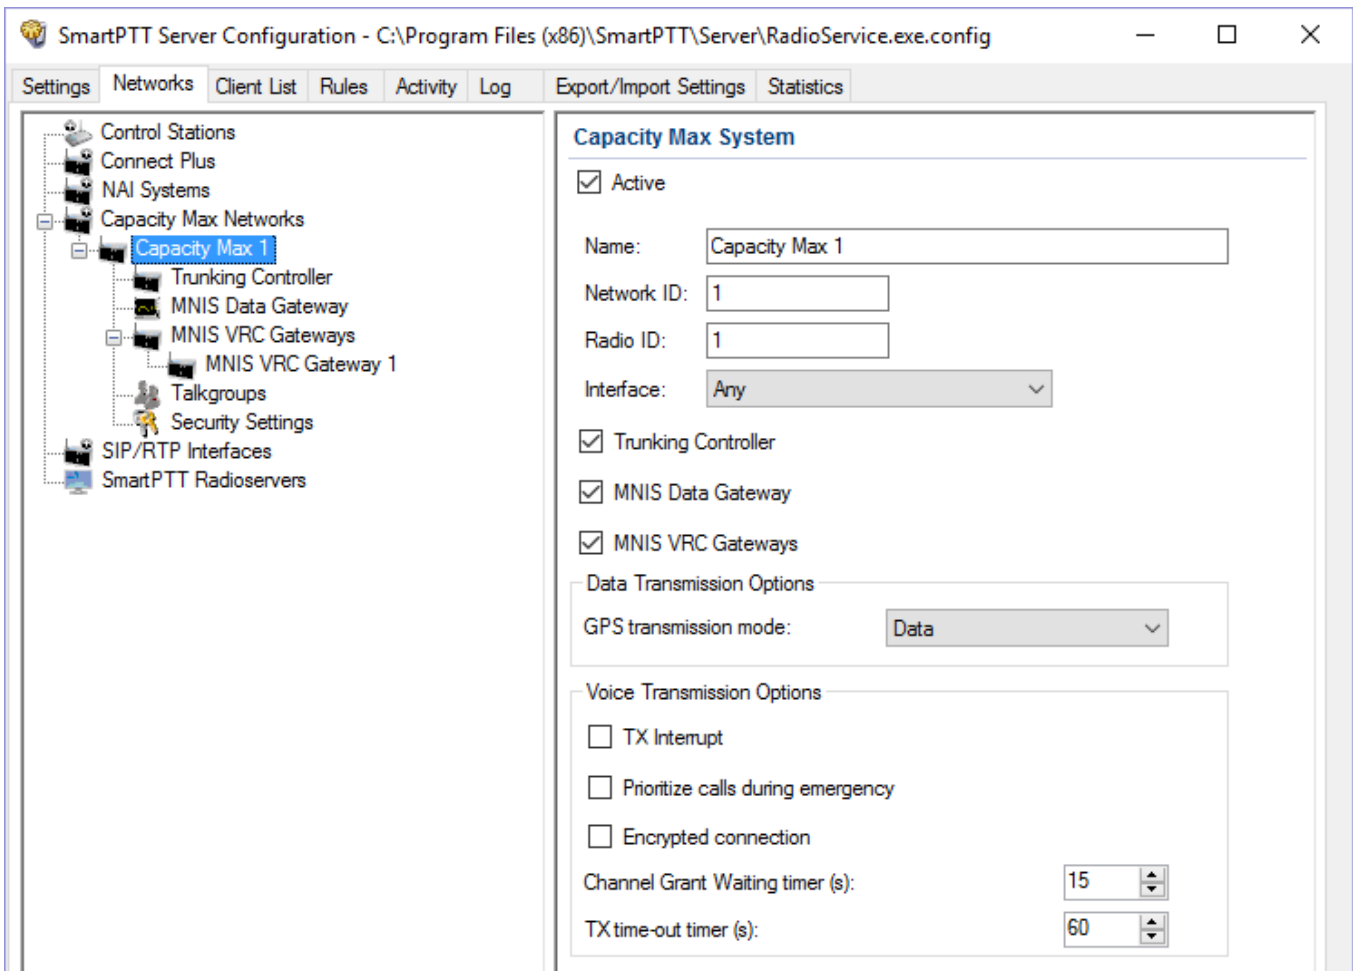 SmartPTT Server Configuration - C:\Program Files (x86)\SmartPTT\Server\RadioService.exe.config
Settings Networks Client List Rules Activity Log Export/Import Settings Statistics
Control Stations
Connect Plus
NAI Systems
Capacity Max Networks
Capacity Max 1
Trunking Controller
MNIS Data Gateway
MNIS VRC Gateways
MNIS VRC Gateway 1
Talkgroups
Security Settings
SIP/RTP Interfaces
SmartPTT Radioservers
Capacity Max System
Active
Name: Capacity Max 1
Network ID: 1
Radio ID: 1
Interface: Any
Trunking Controller
MNIS Data Gateway
MNIS VRC Gateways
Data Transmission Options
GPS transmission mode: Data
Voice Transmission Options
TX Interrupt
Prioritize calls during emergency
Encrypted connection
Channel Grant Waiting timer (s): 15
TX time-out timer (s): 60